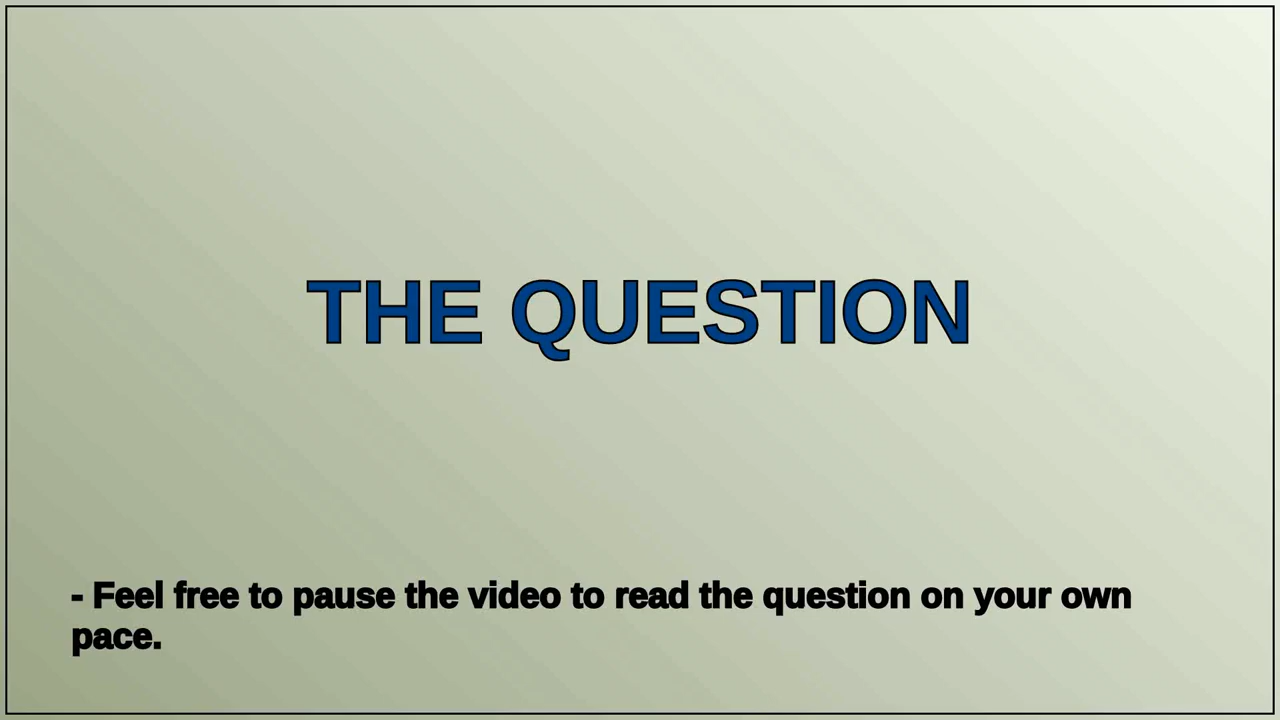 THE QUESTION
- Feel free to pause the video to read the question on your own
pace.